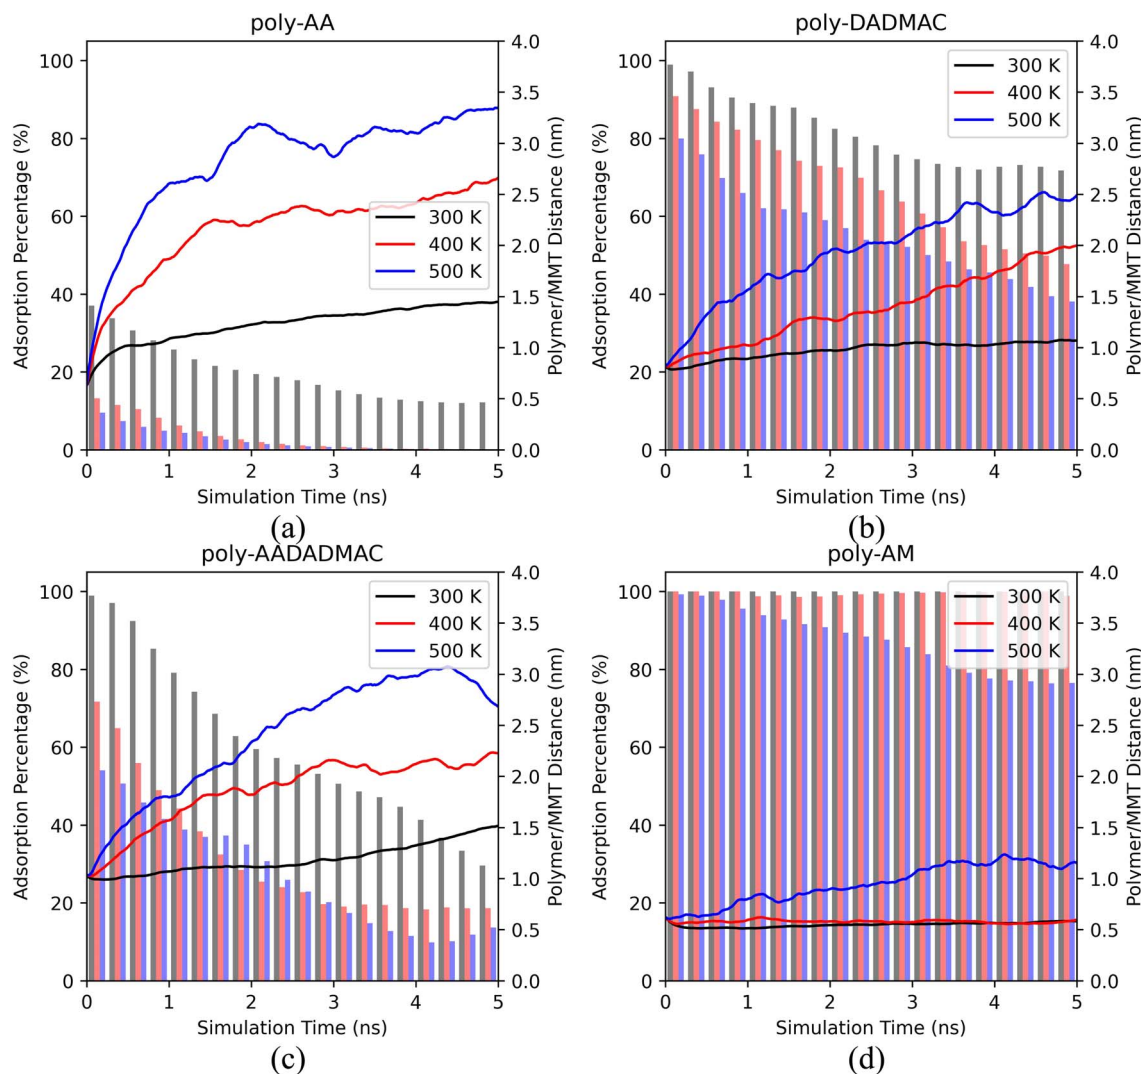 poly-AA
100
80
60
40
20
0
Adsorption Percentage (%)
4.0
3.5
3.0
2.5
2.0
1.5
1.0
0.5
0.0
Polymer/MMT Distance (nm)
300 K
400 K
500 K
0 1 2 3 4 5
Simulation Time (ns)
(a)
poly-DADMAC
100
80
60
40
20
0
Adsorption Percentage (%)
4.0
3.5
3.0
2.5
2.0
1.5
1.0
0.5
0.0
Polymer/MMT Distance (nm)
300 K
400 K
500 K
0 1 2 3 4 5
Simulation Time (ns)
(b)
poly-AADADMAC
100
80
60
40
20
0
Adsorption Percentage (%)
4.0
3.5
3.0
2.5
2.0
1.5
1.0
0.5
0.0
Polymer/MMT Distance (nm)
300 K
400 K
500 K
0 1 2 3 4 5
Simulation Time (ns)
(c)
poly-AM
100
80
60
40
20
0
Adsorption Percentage (%)
4.0
3.5
3.0
2.5
2.0
1.5
1.0
0.5
0.0
Polymer/MMT Distance (nm)
300 K
400 K
500 K
0 1 2 3 4 5
Simulation Time (ns)
(d)